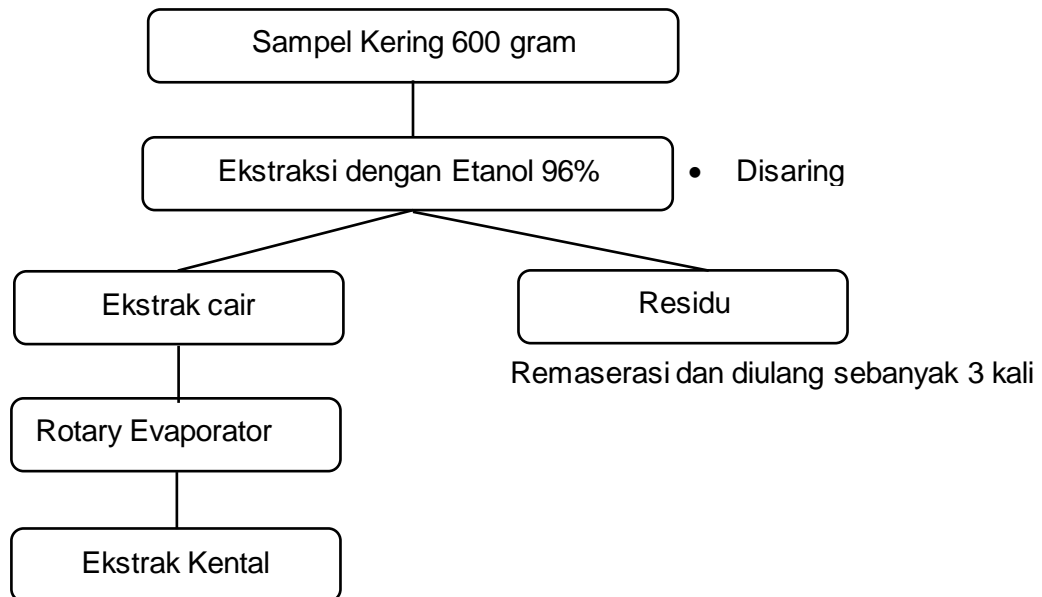 Sampel Kering 600 gram
Ekstraksi dengan Etanol 96%
• Disaring
Ekstrak cair
Residu
Remaserasi dan diulang sebanyak 3 kali
Rotary Evaporator
Ekstrak Kental